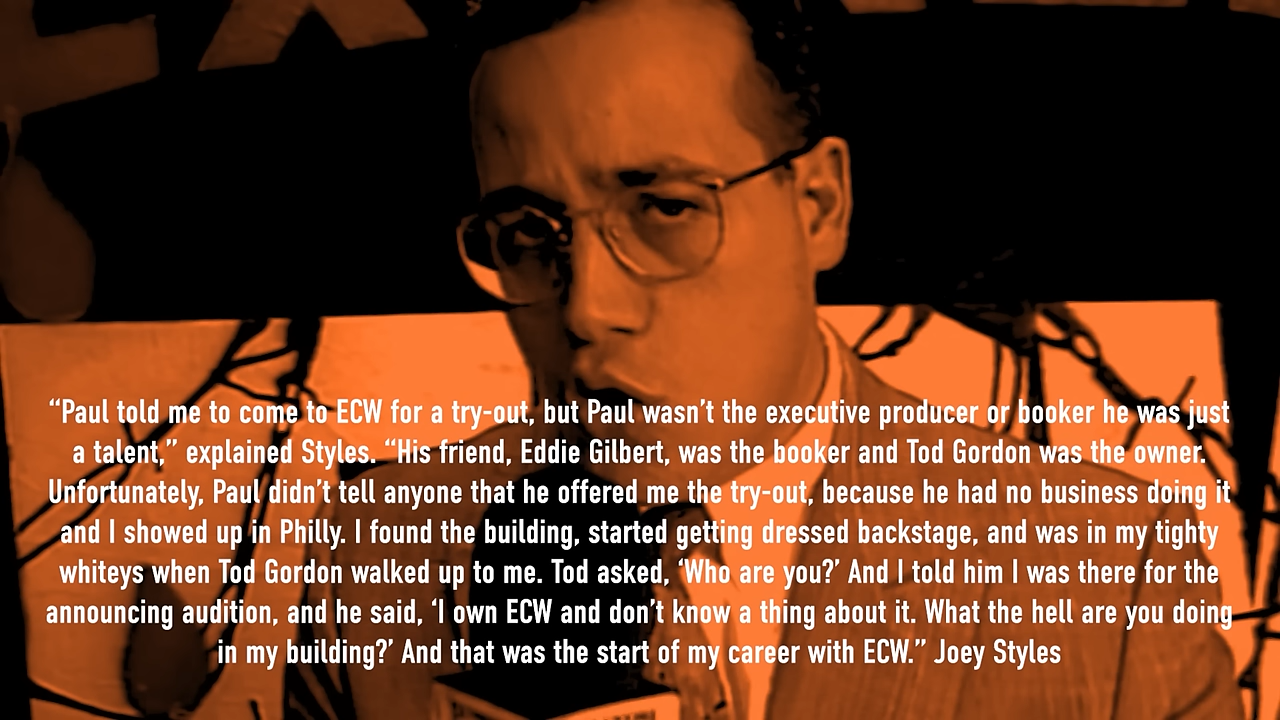 “Paul told me to come to ECW for a try-out, but Paul wasn’t the executive producer or booker he was just
a talent,” explained Styles. “His friend, Eddie Gilbert, was the booker and Tod Gordon was the owner.
Unfortunately, Paul didn’t tell anyone that he offered me the try-out, because he had no business doing it
and I showed up in Philly. I found the building, started getting dressed backstage, and was in my tighty
whiteys when Tod Gordon walked up to me. Tod asked, ‘Who are you?’ And I told him I was there for the
announcing audition, and he said, ‘I own ECW and don’t know a thing about it. What the hell are you doing
in my building?’ And that was the start of my career with ECW.” Joey Styles